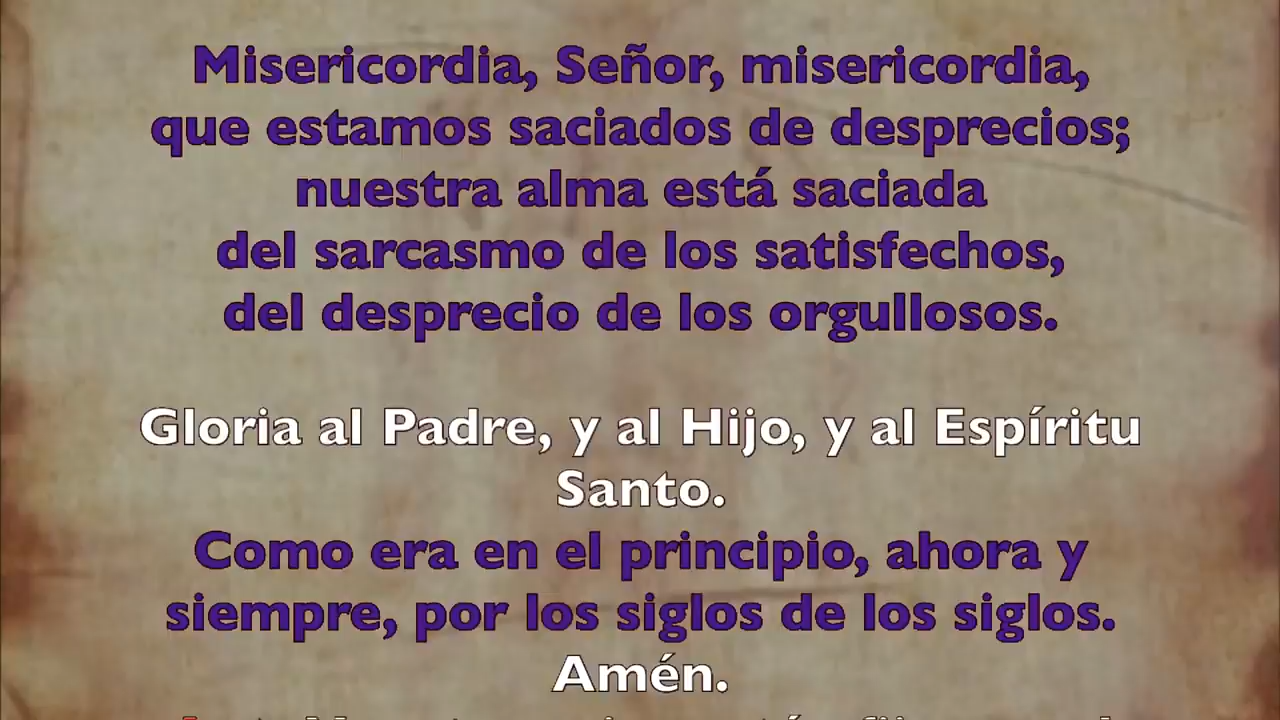 Misericordia, Señor, misericordia,
que estamos saciados de desprecios;
nuestra alma está saciada
del sarcasmo de los satisfechos,
del desprecio de los orgullosos.
Gloria al Padre, y al Hijo, y al Espíritu
Santo.
Como era en el principio, ahora y
siempre, por los siglos de los siglos.
Amén.